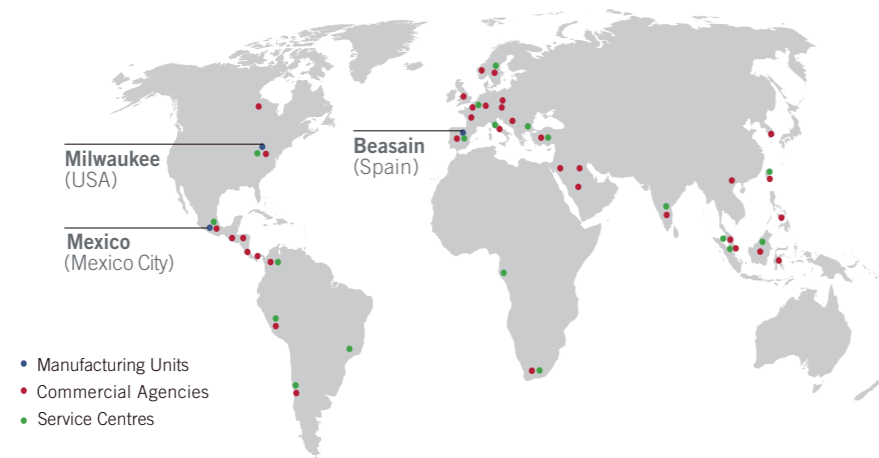 Milwaukee
(USA)
Beasain
(Spain)
Mexico
(Mexico City)
Manufacturing Units
Commercial Agencies
Service Centres